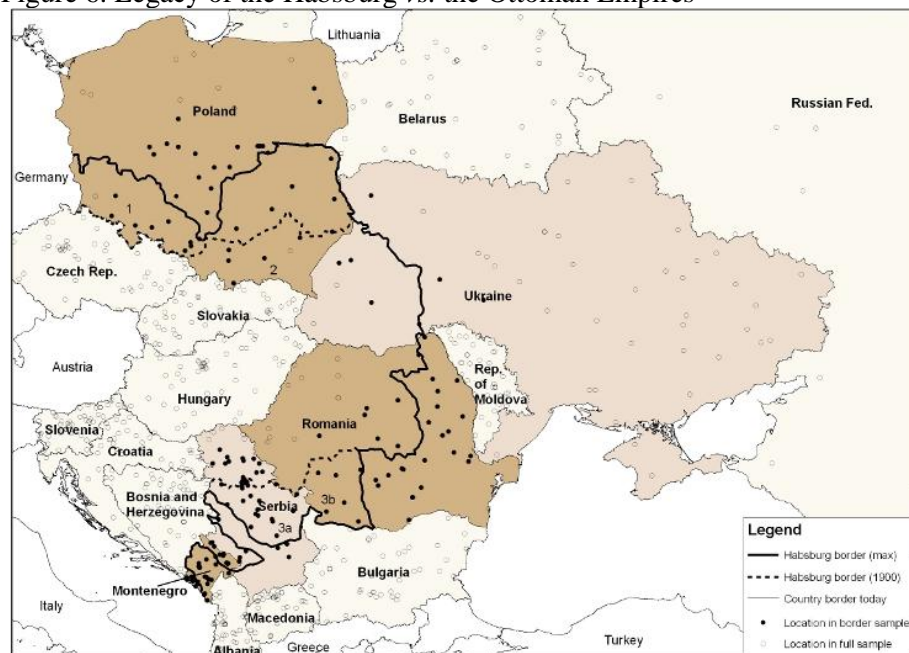 Figure 6. Legacy of the Habsburg vs. the Ottoman Empires
Lithuania
Poland
Belarus
Russian Fed.
Germany
1
Czech Rep.
2
Ukraine
Slovakia
Austria
Rep.
of
Moldova
Hungary
Romania
Slovenia
Croatia
Bosnia and
Herzegovina
Serbia
3b
3a
Montenegro
Bulgaria
Italy
Macedonia
Albania
Greece
Turkey
Legend
Habsburg border (max)
Habsburg border (1900)
Country border today
Location in border sample
Location in full sample